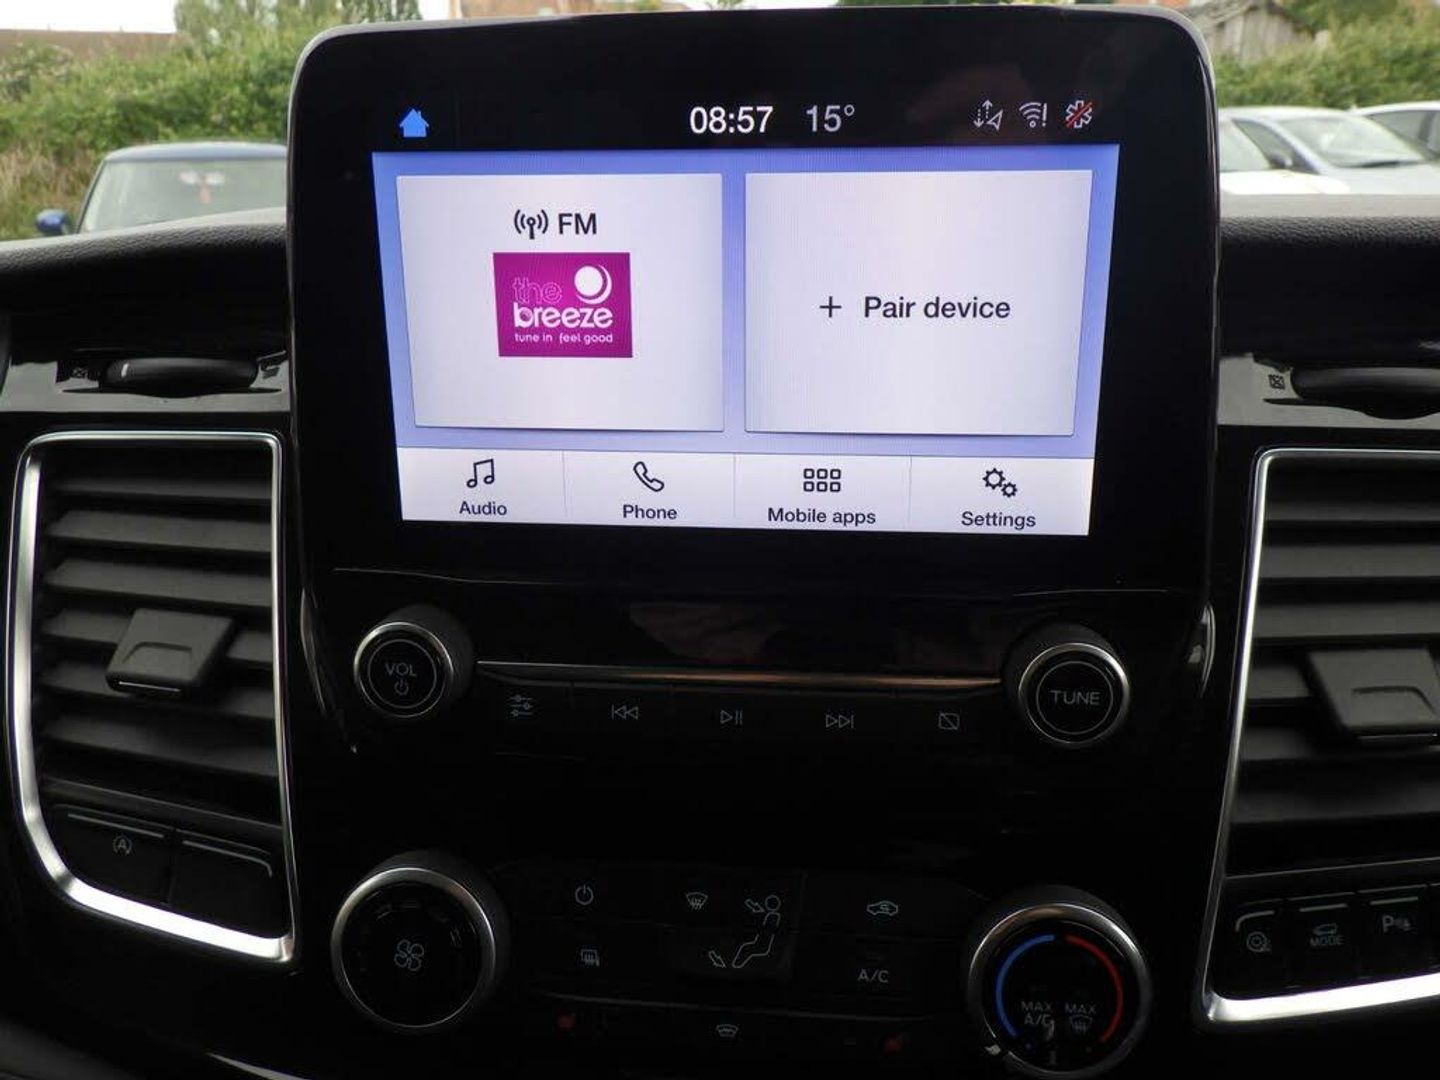 08:57 15°
FM
the
breeze
tune in feel good
+ Pair device
Audio
Phone
Mobile apps
Settings
VOL
TUNE
A
MODE
P
A/C
MAX
A/C
MAX